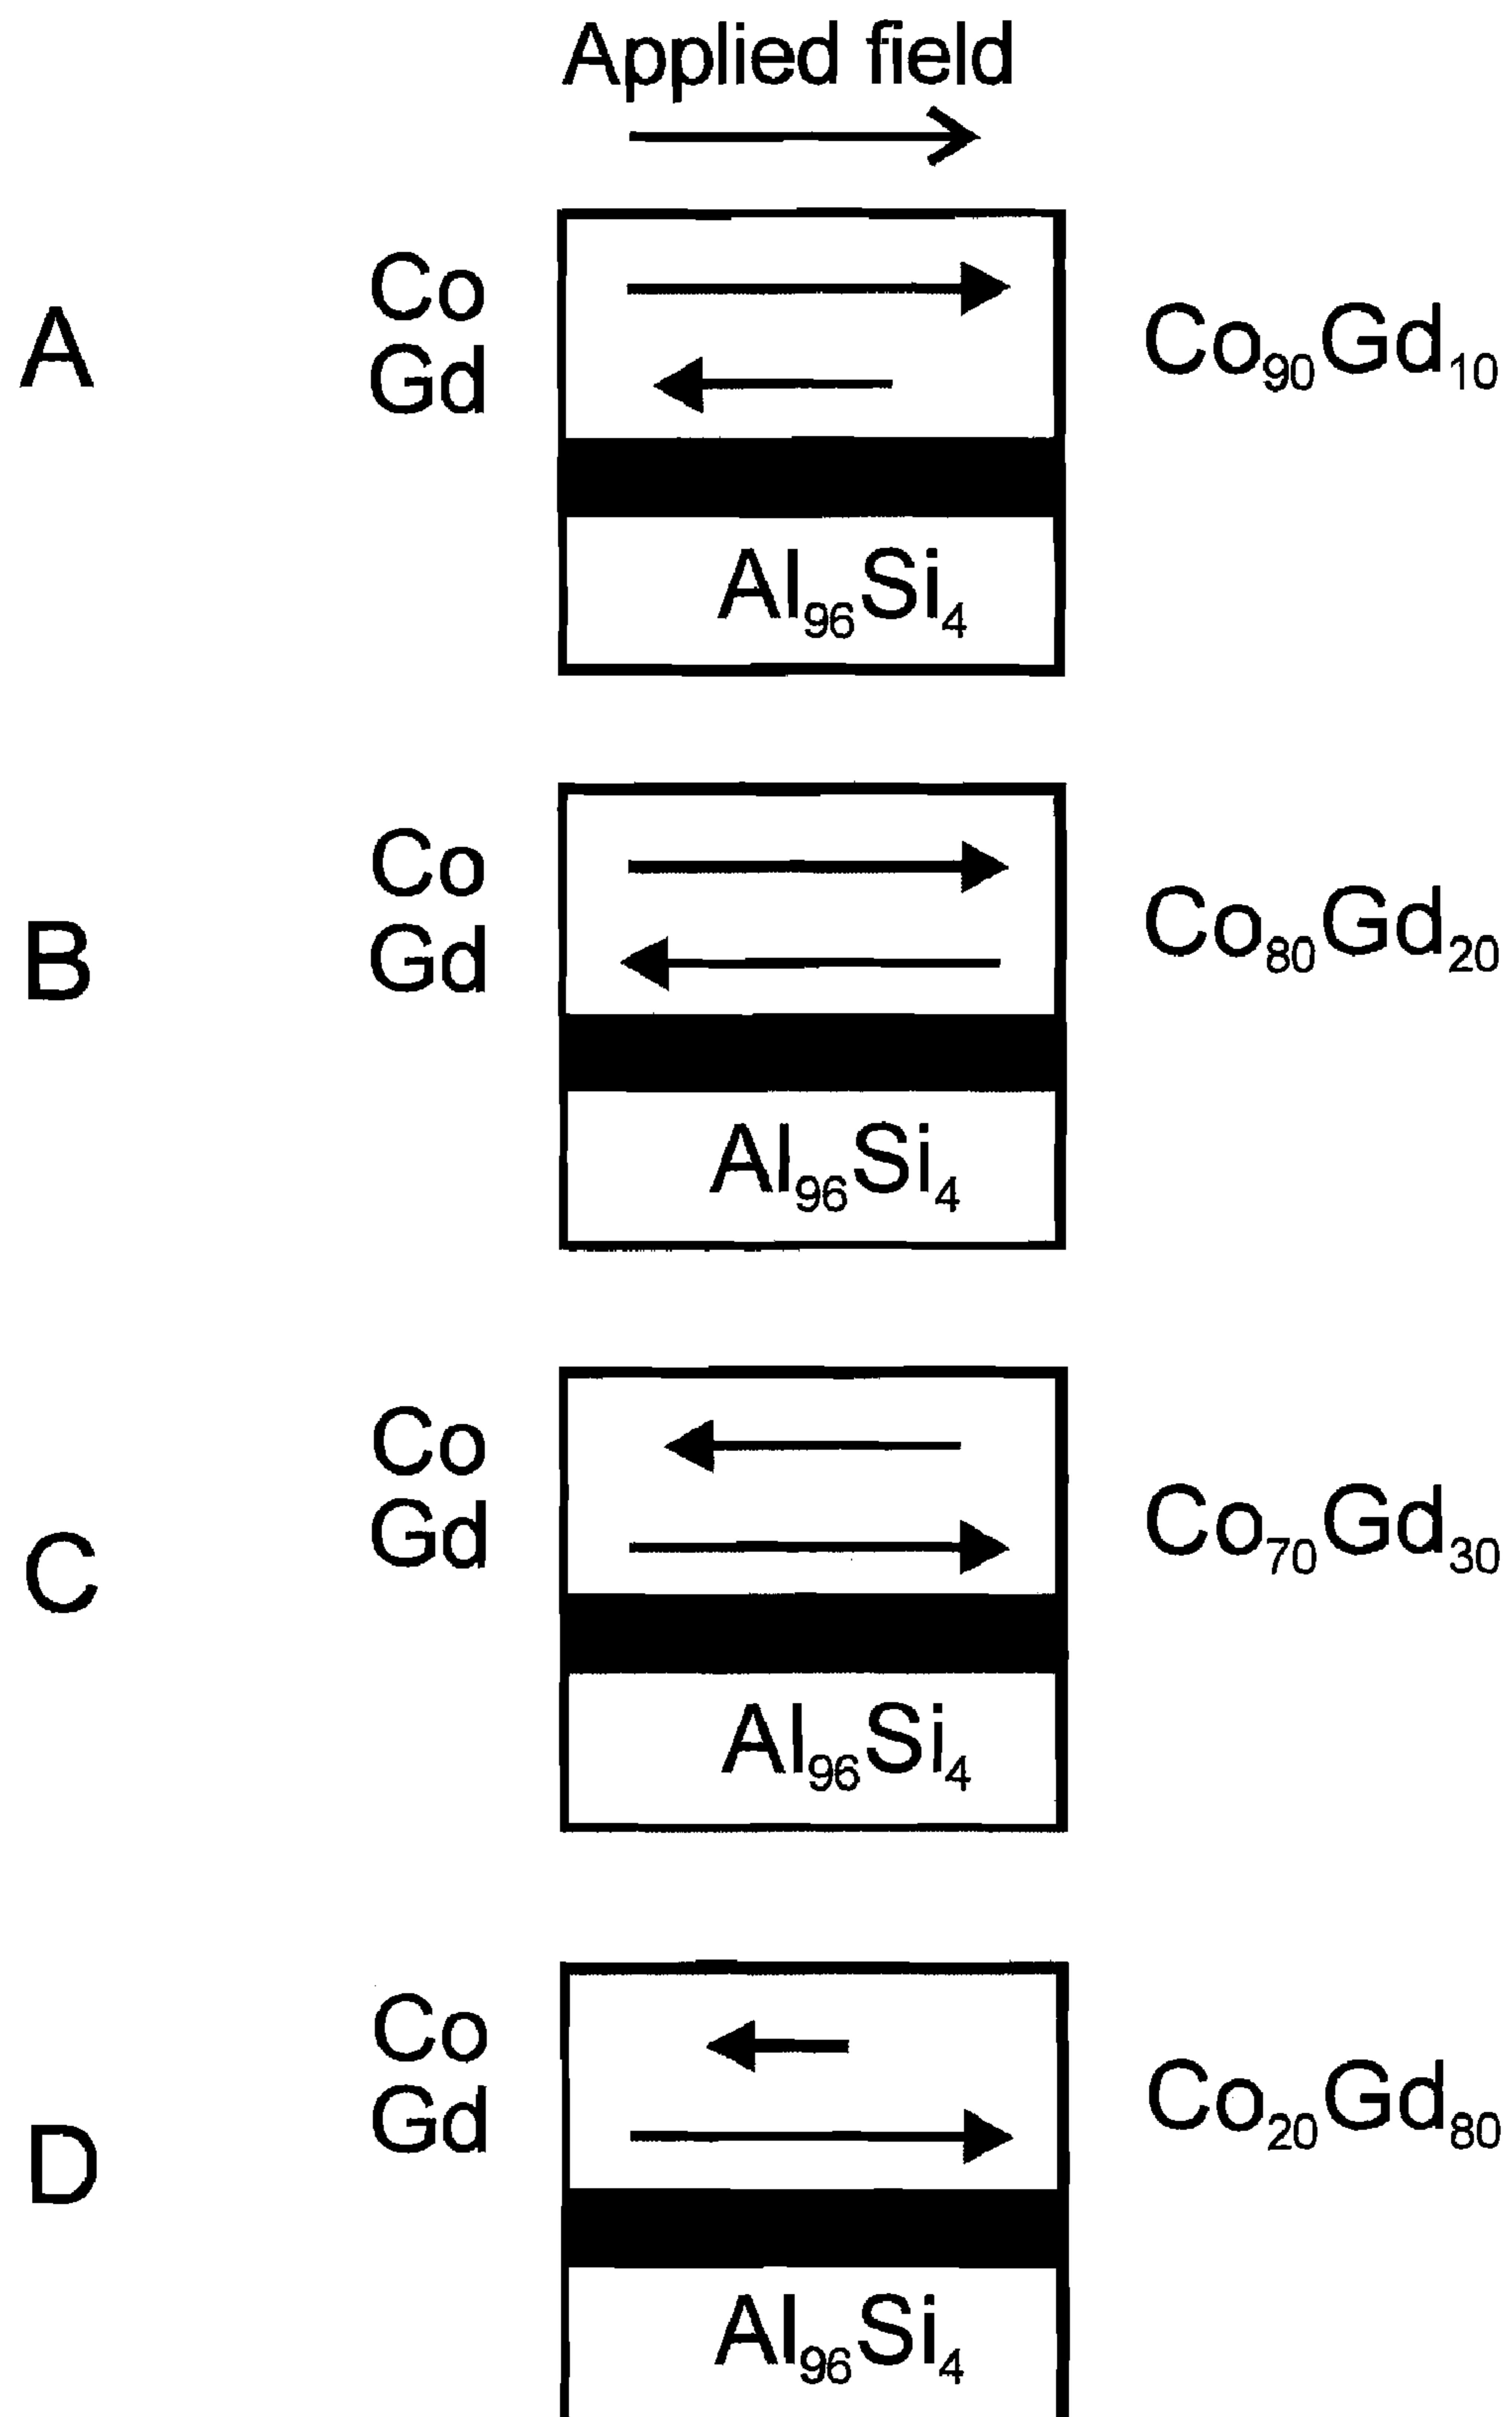 Applied field
A
Co
Gd
Co₉₀Gd₁₀
Al₉₆Si₄
B
Co
Gd
Co₈₀Gd₂₀
Al₉₆Si₄
C
Co
Gd
Co₇₀Gd₃₀
Al₉₆Si₄
D
Co
Gd
Co₂₀Gd₈₀
Al₉₆Si₄